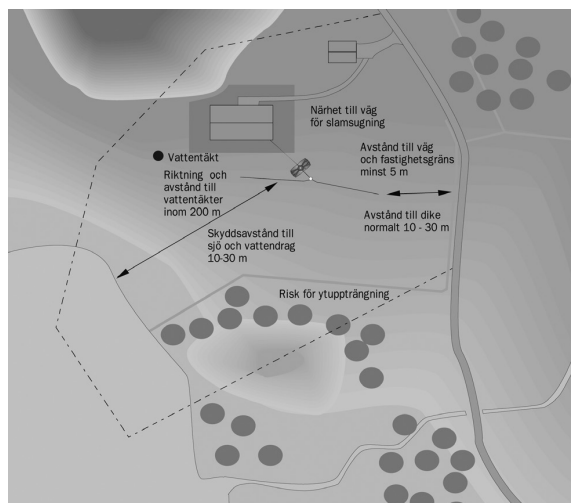 Närhet till väg
för slamsugning
Vattentäkt
Avstånd till väg
och fastighetsgräns
minst 5 m
Riktning och
avstånd till
vattentäkter
inom 200 m
Avstånd till dike
normalt 10 - 30 m
Skyddsavstånd till
sjö och vattendrag
10-30 m
Risk för ytuppträngning